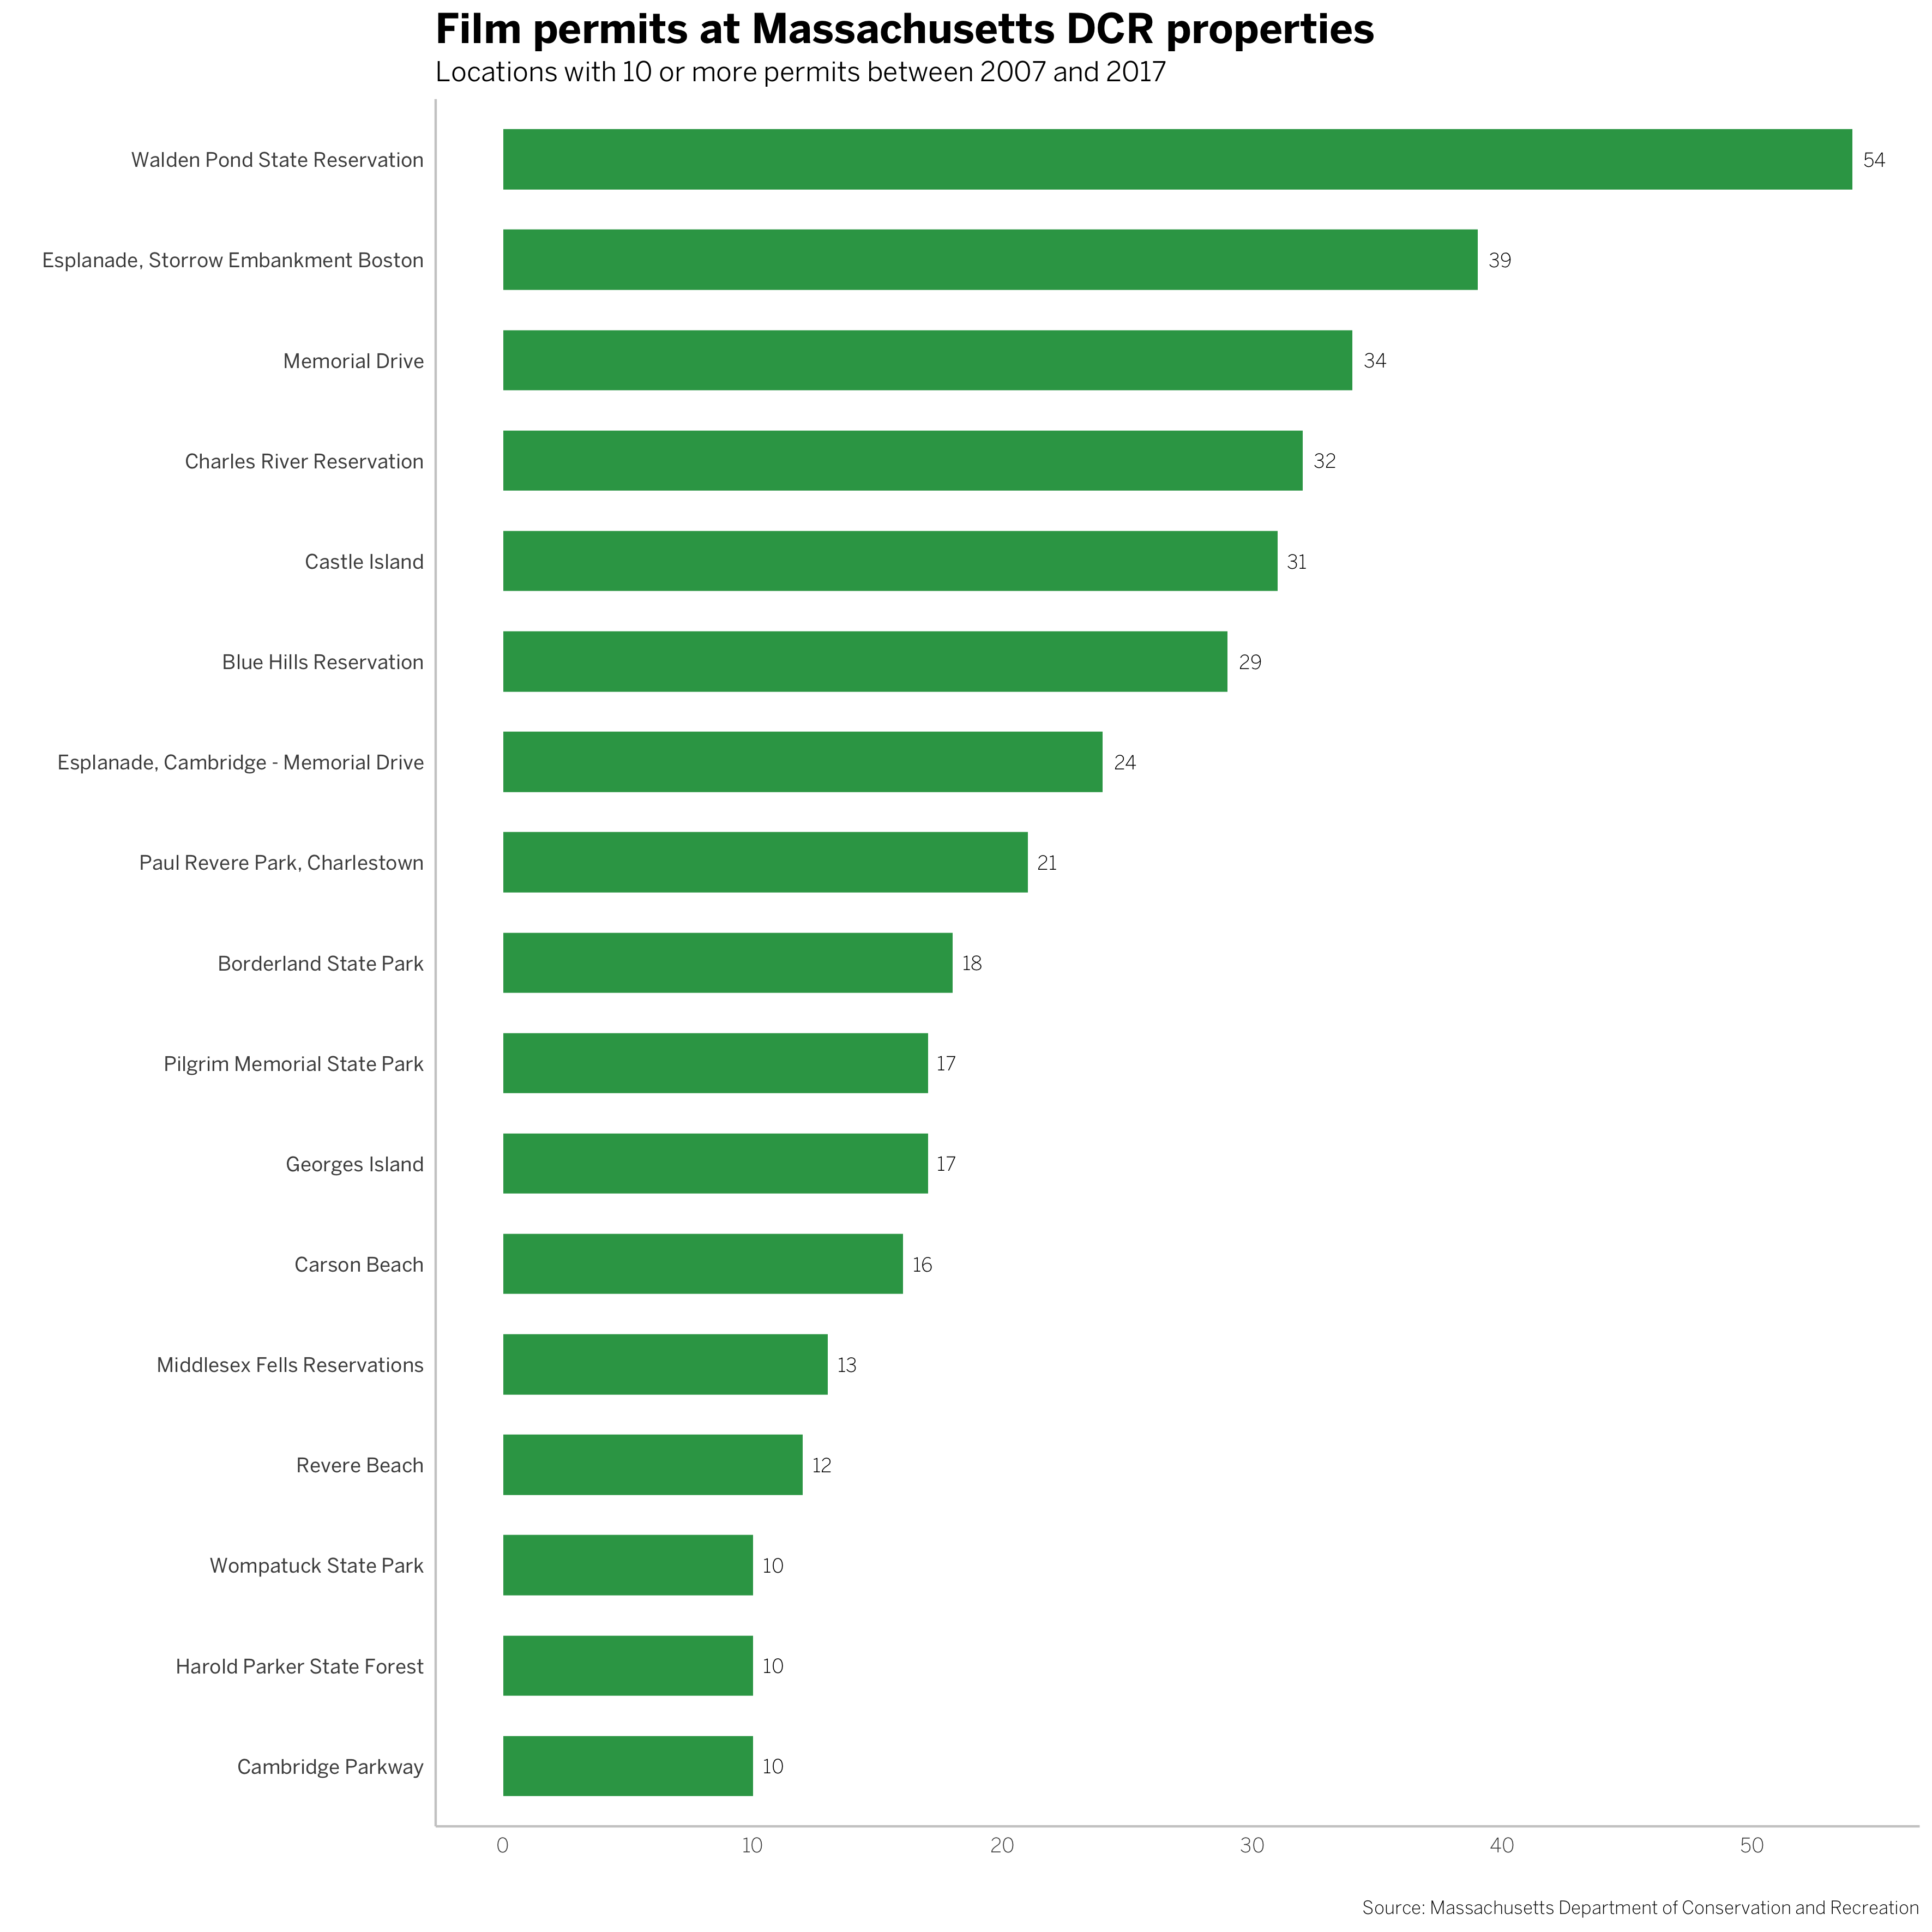 Film permits at Massachusetts DCR properties
Locations with 10 or more permits between 2007 and 2017
Walden Pond State Reservation 54
Esplanade, Storrow Embankment Boston 39
Memorial Drive 34
Charles River Reservation 32
Castle Island 31
Blue Hills Reservation 29
Esplanade, Cambridge - Memorial Drive 24
Paul Revere Park, Charlestown 21
Borderland State Park 18
Pilgrim Memorial State Park 17
Georges Island 17
Carson Beach 16
Middlesex Fells Reservations 13
Revere Beach 12
Wompatuck State Park 10
Harold Parker State Forest 10
Cambridge Parkway 10
0 10 20 30 40 50
Source: Massachusetts Department of Conservation and Recreation